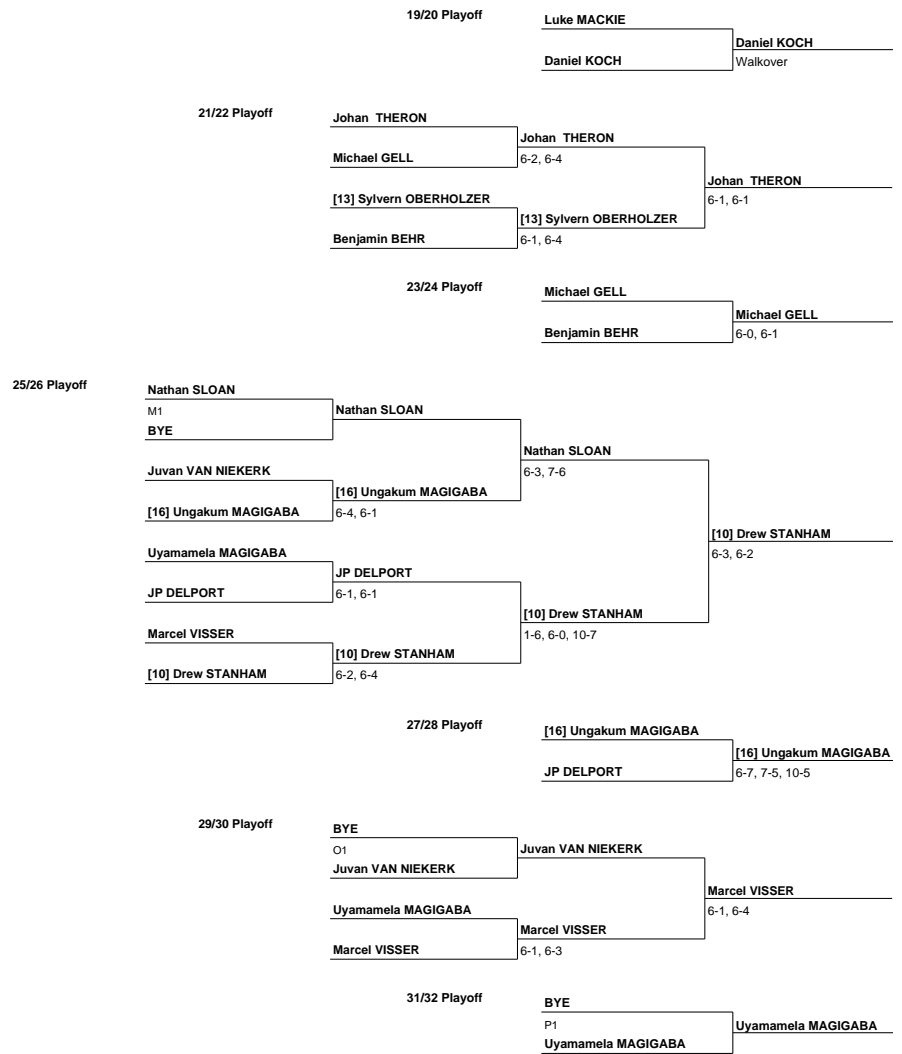 19/20 Playoff
Luke MACKIE
Daniel KOCH
Daniel KOCH
Walkover
21/22 Playoff
Johan THERON
Johan THERON
Michael GELL
6-2, 6-4
Johan THERON
6-1, 6-1
[13] Sylvern OBERHOLZER
[13] Sylvern OBERHOLZER
Benjamin BEHR
6-1, 6-4
23/24 Playoff
Michael GELL
Michael GELL
Benjamin BEHR
6-0, 6-1
25/26 Playoff
Nathan SLOAN
M1
Nathan SLOAN
BYE
Nathan SLOAN
6-3, 7-6
Juvan VAN NIEKERK
[16] Ungakum MAGIGABA
[16] Ungakum MAGIGABA
6-4, 6-1
[10] Drew STANHAM
6-3, 6-2
Uyamamela MAGIGABA
JP DELPORT
JP DELPORT
6-1, 6-1
[10] Drew STANHAM
1-6, 6-0, 10-7
Marcel VISSER
[10] Drew STANHAM
[10] Drew STANHAM
6-2, 6-4
27/28 Playoff
[16] Ungakum MAGIGABA
[16] Ungakum MAGIGABA
JP DELPORT
6-7, 7-5, 10-5
29/30 Playoff
BYE
O1
Juvan VAN NIEKERK
Juvan VAN NIEKERK
Marcel VISSER
6-1, 6-4
Uyamamela MAGIGABA
Marcel VISSER
Marcel VISSER
6-1, 6-3
31/32 Playoff
BYE
P1
Uyamamela MAGIGABA
Uyamamela MAGIGABA